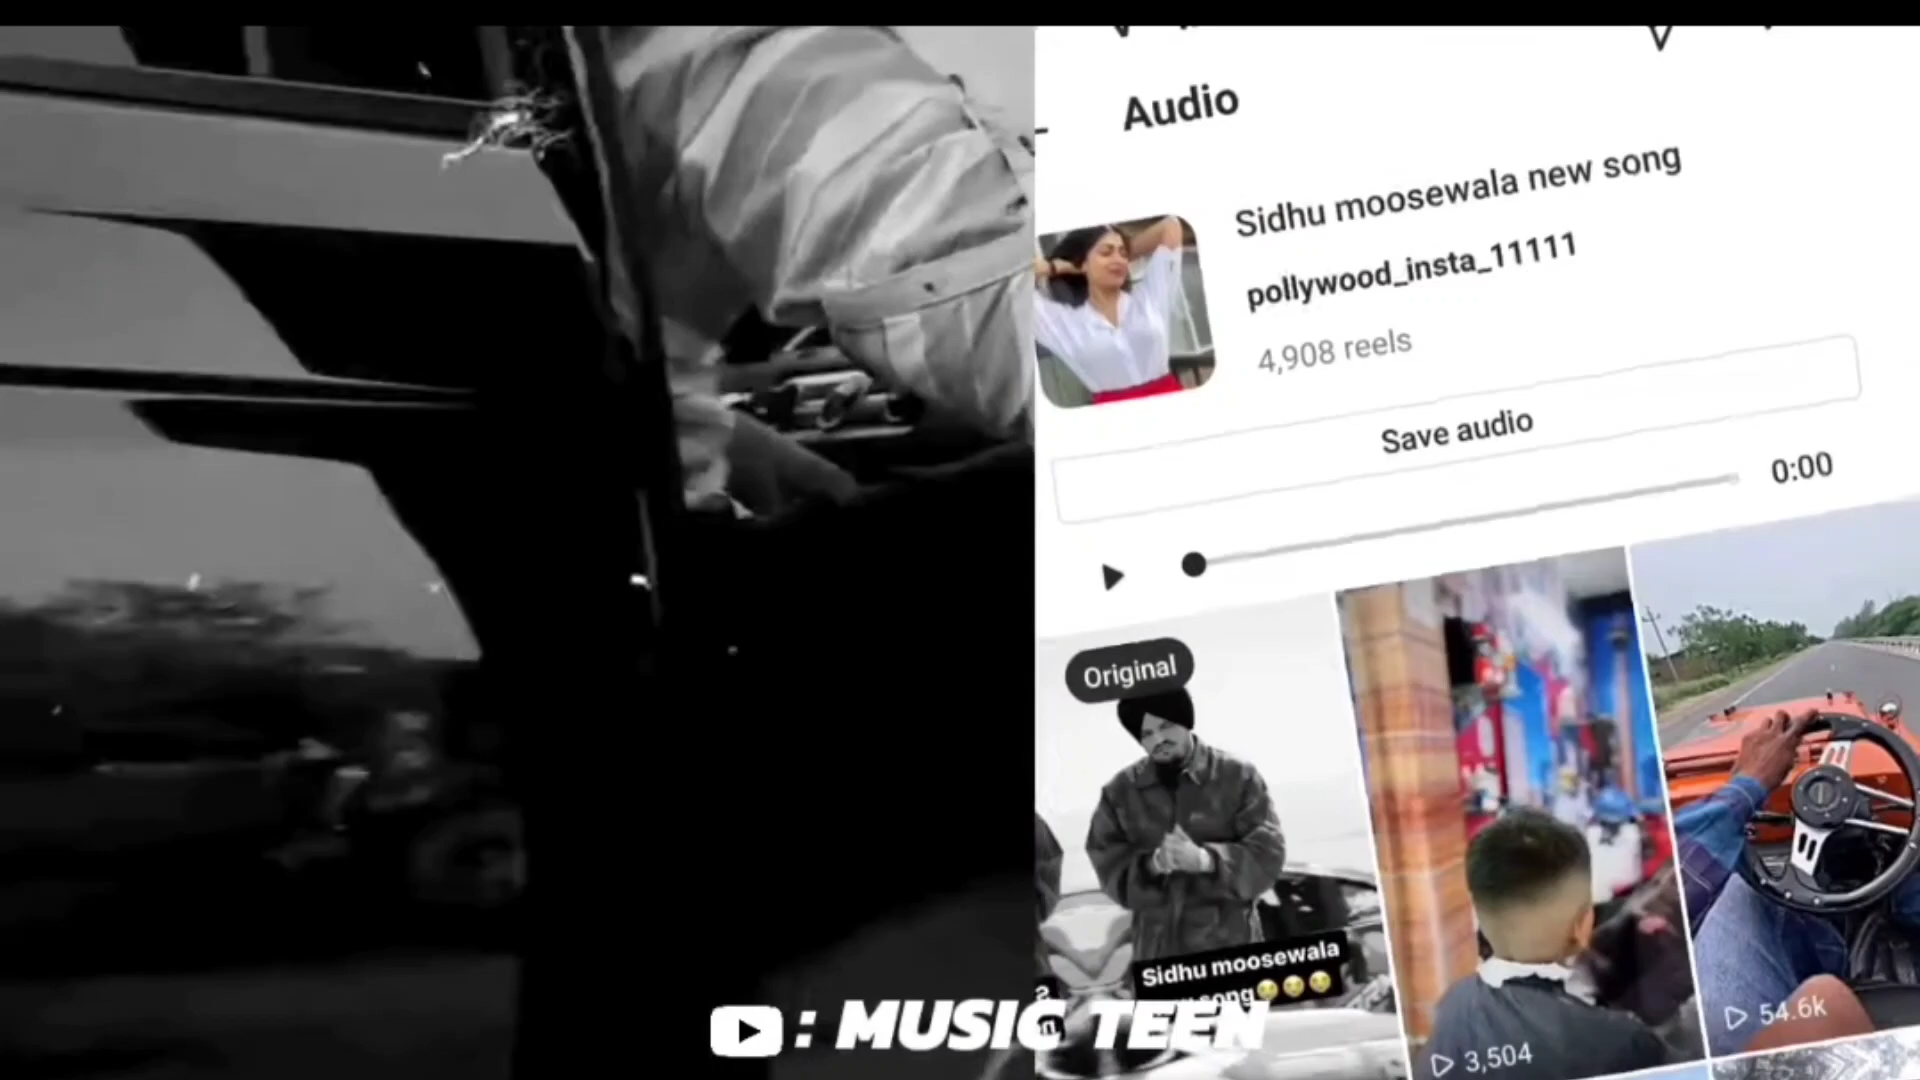 Audio
Sidhu moosewala new song
pollywood_insta_11111
4,908 reels
Save audio
0:00
Original
Sidhu moosewala
song😭😭😭
3,504
54.6k
: MUSIC TEEN